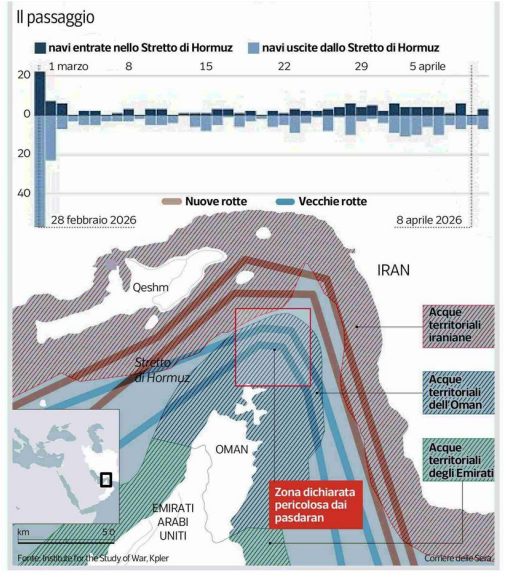 Il passaggio
navi entrate nello Stretto di Hormuz
navi uscite dallo Stretto di Hormuz
1 marzo 8 15 22 29 5 aprile
20
0
20
40
Nuove rotte
Vecchie rotte
28 febbraio 2026
8 aprile 2026
IRAN
Qeshm
Acque
territoriali
iraniane
Stretto
di Hormuz
Acque
territoriali
dell'Oman
OMAN
Acque
territoriali
degli Emirati
Zona dichiarata
pericolosa dai
pasdaran
EMIRATI
ARABI
UNITI
km
Fonte: Institute for the Study of War, Kpler
Corriere della Sera